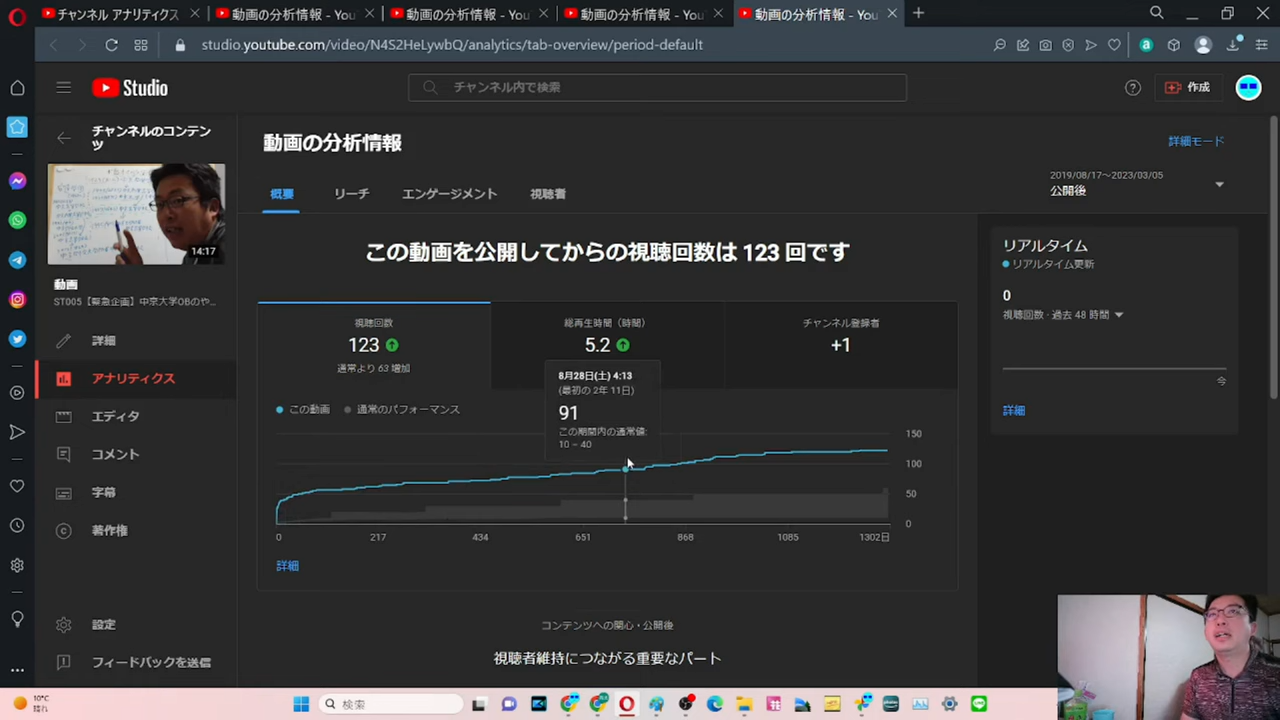 チャンネル アナリティクス
動画の分析情報 - You
動画の分析情報 - You
動画の分析情報 - You
動画の分析情報 - You
studio.youtube.com/video/N4S2HeLywbQ/analytics/tab-overview/period-default
Studio
チャンネル内で検索
作成
チャンネルのコンテン
ツ
14:17
動画
ST005【緊急企画】中京大学OBのや...
詳細
アナリティクス
エディタ
コメント
字幕
著作権
設定
フィードバックを送信
動画の分析情報
詳細モード
概要
リーチ
エンゲージメント
視聴者
2019/08/17～2023/03/05
公開後
この動画を公開してからの視聴回数は 123 回です
視聴回数
123
通常より 63 増加
総再生時間（時間）
5.2
チャンネル登録者
+1
8月28日(土) 4:13
(最初の 2年 11日)
91
この期間内の通常値:
10 – 40
この動画
通常のパフォーマンス
150
100
50
0
0
217
434
651
868
1085
1302日
詳細
コンテンツへの関心・公開後
視聴者維持につながる重要なパート
リアルタイム
リアルタイム更新
0
視聴回数・過去 48 時間
今
詳細
10°C
晴れ
検索